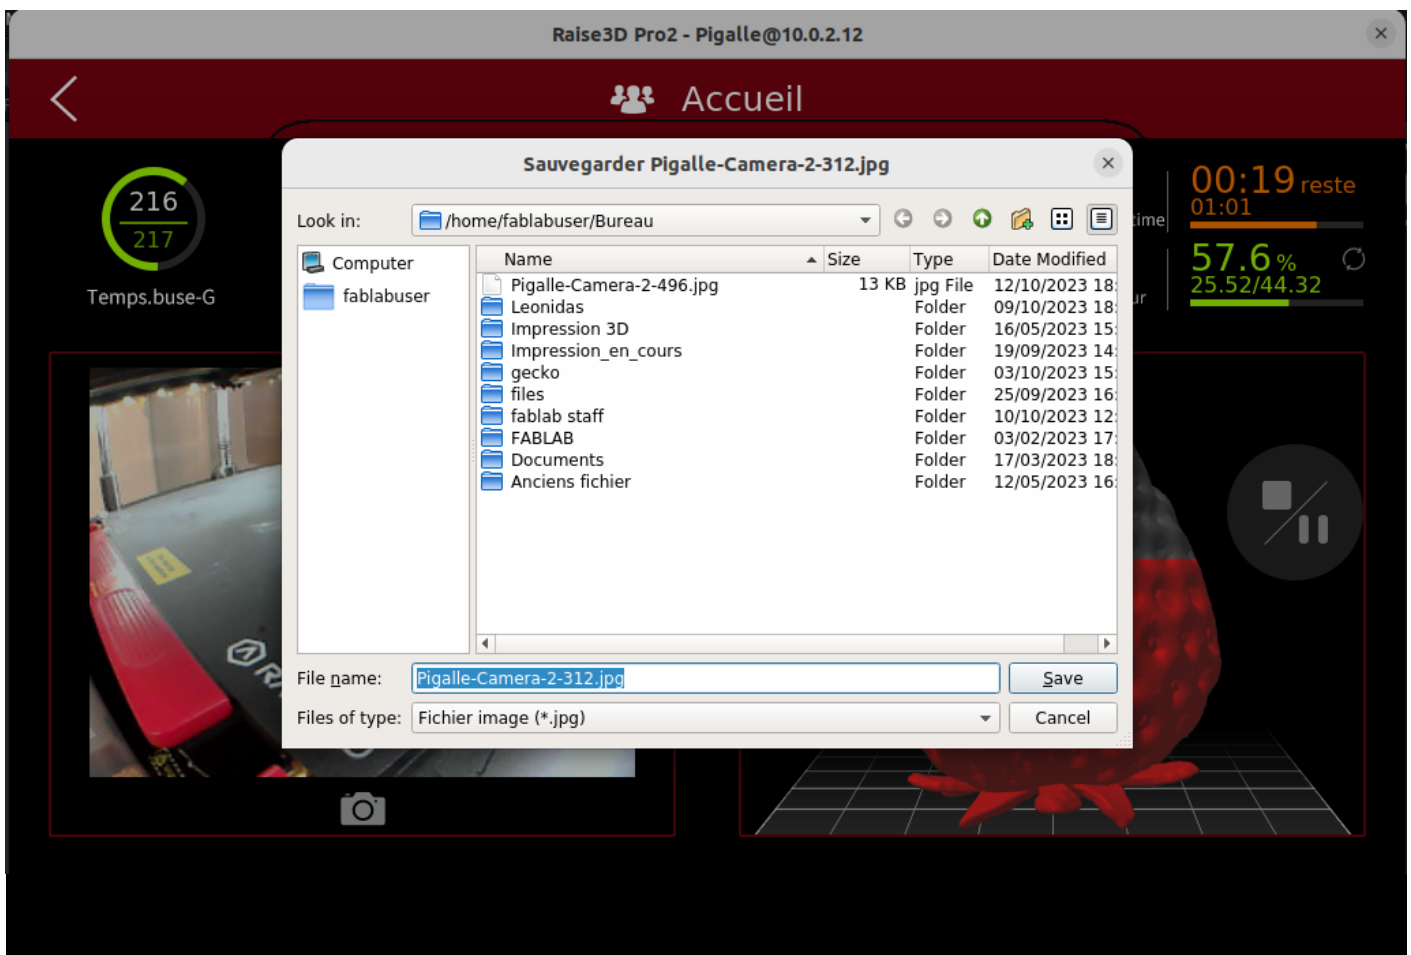 Raise3D Pro2 - Pigalle@10.0.2.12
Accueil
216
217
Temps.buse-G
00:19 reste
01:01
time
57.6 %
25.52/44.32
ur
Sauvegarder Pigalle-Camera-2-312.jpg
Look in:
/home/fablabuser/Bureau
Computer
fablabuser
Name Size Type Date Modified
Pigalle-Camera-2-496.jpg 13 KB jpg File 12/10/2023 18:
Leonidas Folder 09/10/2023 18:
Impression 3D Folder 16/05/2023 15:
Impression_en_cours Folder 19/09/2023 14:
gecko Folder 03/10/2023 15:
files Folder 25/09/2023 16:
fablab staff Folder 10/10/2023 12:
FABLAB Folder 03/02/2023 17:
Documents Folder 17/03/2023 18:
Anciens fichier Folder 12/05/2023 16:
File name: Pigalle-Camera-2-312.jpg Save
Files of type: Fichier image (*.jpg) Cancel